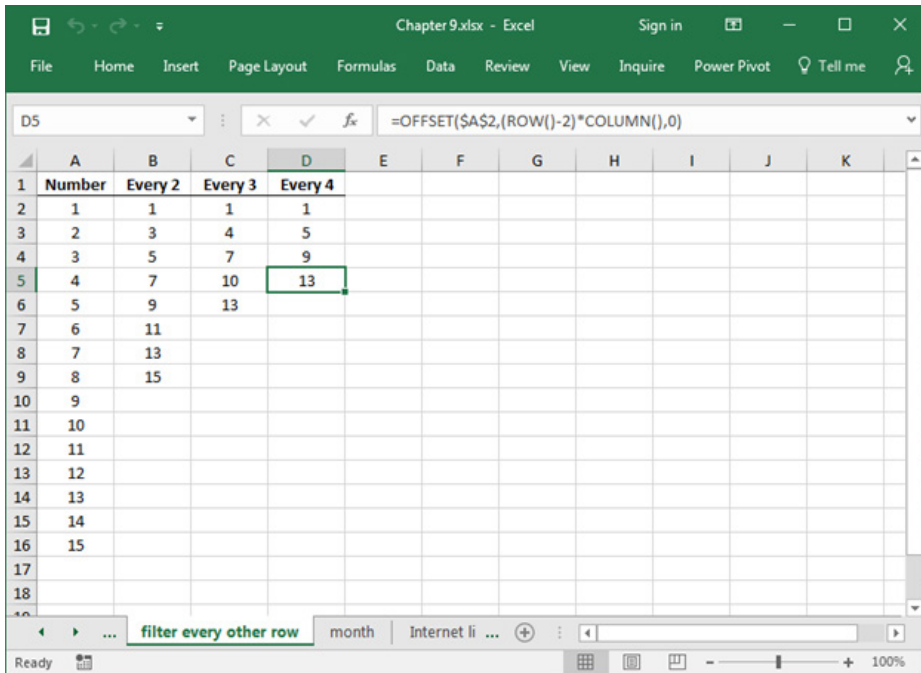 Chapter 9.xlsx - Excel Sign in
File Home Insert Page Layout Formulas Data Review View Inquire Power Pivot Tell me
D5 fx =OFFSET($A$2,(ROW()-2)*COLUMN(),0)
A B C D E F G H I J K
1 Number Every 2 Every 3 Every 4
2 1 1 1 1
3 2 3 4 5
4 3 5 7 9
5 4 7 10 13
6 5 9 13
7 6 11
8 7 13
9 8 15
10 9
11 10
12 11
13 12
14 13
15 14
16 15
17
18
... filter every other row month Internet li ...
Ready 100%